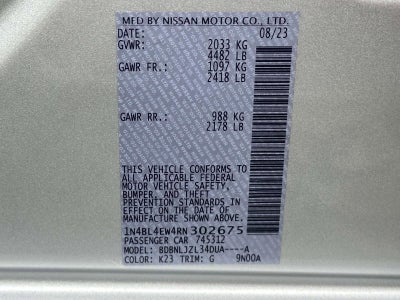 MFD BY NISSAN MOTOR CO., LTD.
DATE: 08/23
GVWR: 2033 KG
4482 LB
GAWR FR.: 1097 KG
2418 LB
GAWR RR.: 988 KG
2178 LB
THIS VEHICLE CONFORMS TO
ALL APPLICABLE FEDERAL
MOTOR VEHICLE SAFETY,
BUMPER, AND THEFT
PREVENTION STANDARDS IN
EFFECT ON THE DATE OF
MANUFACTURE SHOWN ABOVE.
1N4BL4EW4RN302675
PASSENGER CAR 745312
MODEL: BDBNLJZL34DUA----A
COLOR: K23 TRIM: G 9N00A